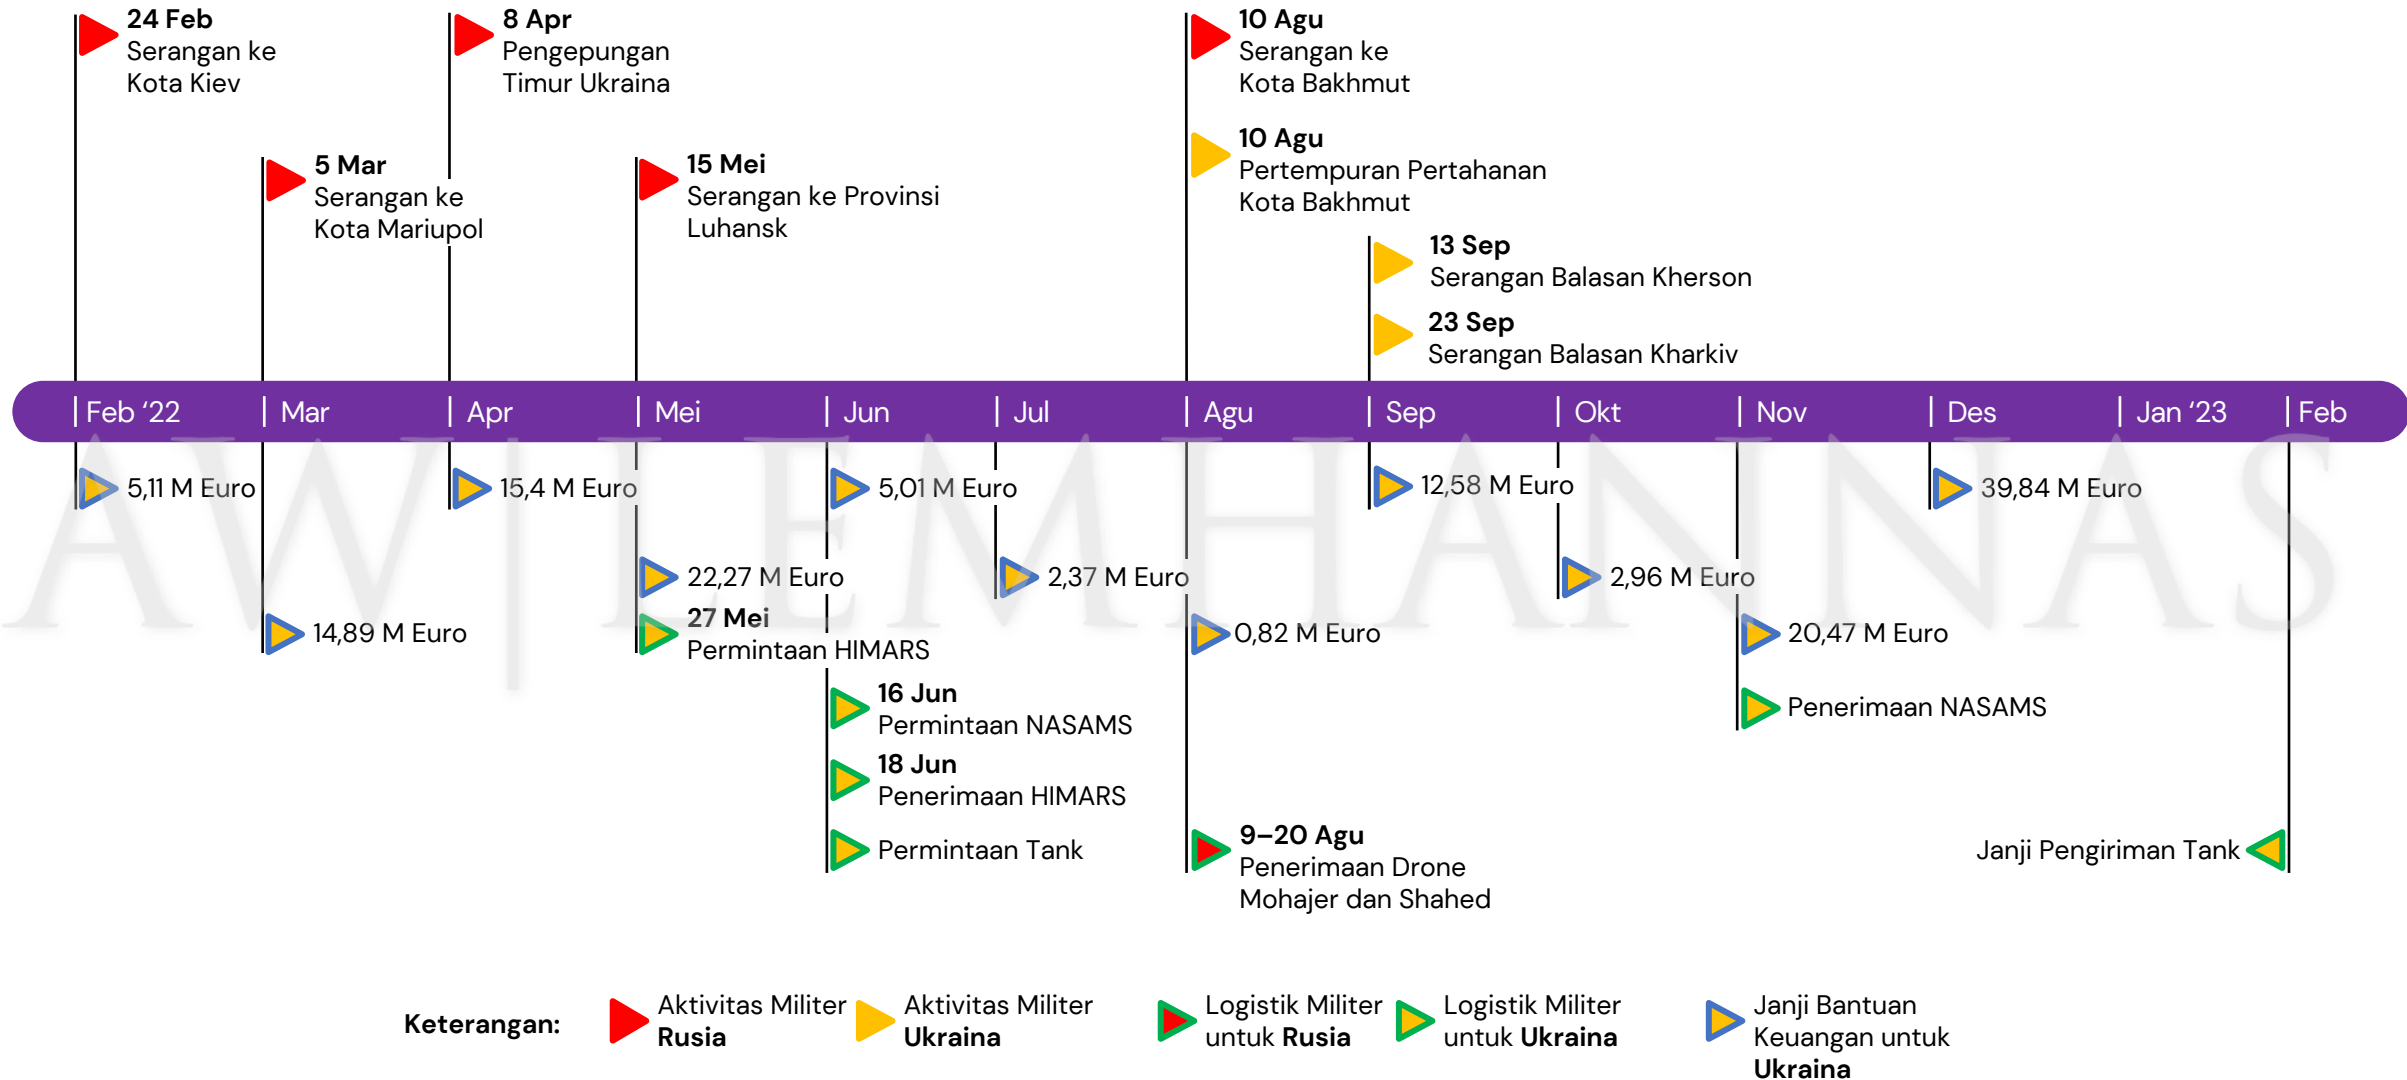 24 Feb
Serangan ke
Kota Kiev
8 Apr
Pengepungan
Timur Ukraina
10 Agu
Serangan ke
Kota Bakhmut
5 Mar
Serangan ke
Kota Mariupol
15 Mei
Serangan ke Provinsi
Luhansk
10 Agu
Pertempuran Pertahanan
Kota Bakhmut
13 Sep
Serangan Balasan Kherson
23 Sep
Serangan Balasan Kharkiv
Feb ‘22
Mar
Apr
Mei
Jun
Jul
Agu
Sep
Okt
Nov
Des
Jan ‘23
Feb
AW|LEMHANNAS
5,11 M Euro
15,4 M Euro
5,01 M Euro
12,58 M Euro
39,84 M Euro
22,27 M Euro
2,37 M Euro
2,96 M Euro
14,89 M Euro
27 Mei
Permintaan HIMARS
0,82 M Euro
20,47 M Euro
16 Jun
Permintaan NASAMS
Penerimaan NASAMS
18 Jun
Penerimaan HIMARS
Permintaan Tank
9–20 Agu
Penerimaan Drone
Mohajer dan Shahed
Janji Pengiriman Tank
Keterangan:
Aktivitas Militer
Rusia
Aktivitas Militer
Ukraina
Logistik Militer
untuk Rusia
Logistik Militer
untuk Ukraina
Janji Bantuan
Keuangan untuk
Ukraina